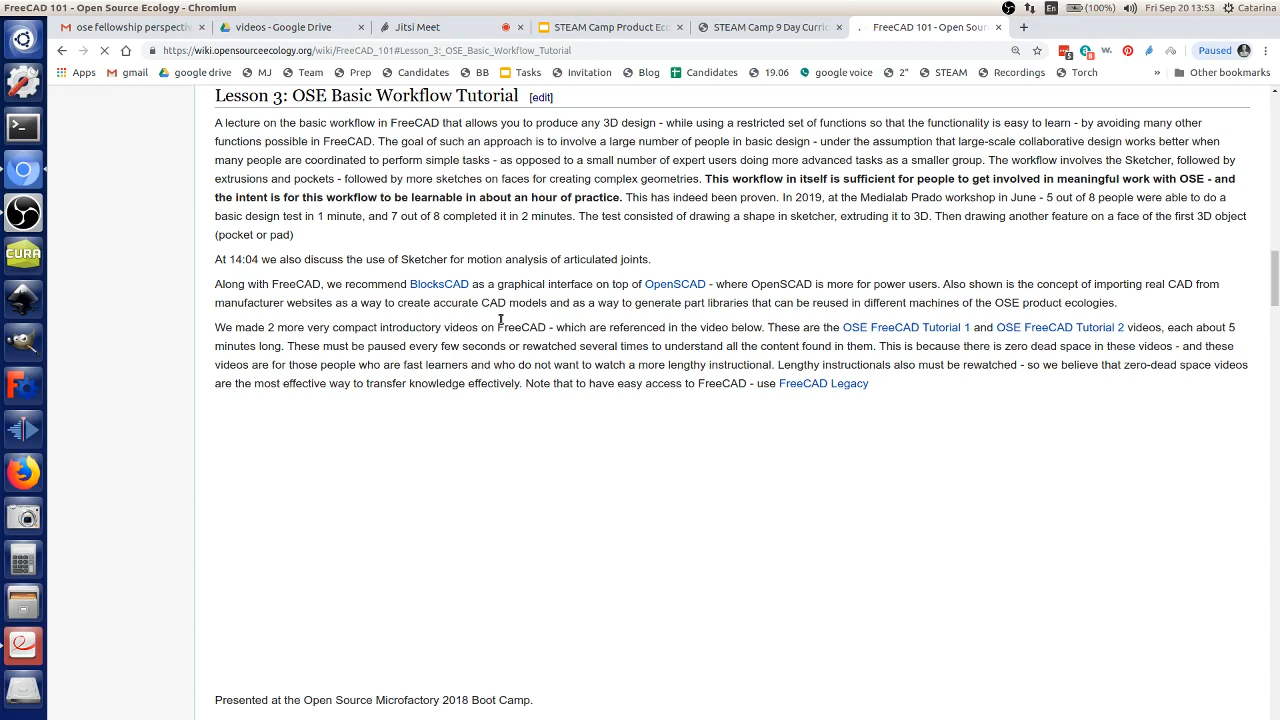 FreeCAD 101 - Open Source Ecology - Chromium
En (100%) Fri Sep 20 13:53 Catarina
ose fellowship perspectiv
videos - Google Drive
Jitsi Meet
STEAM Camp Product Eco
STEAM Camp 9 Day Curric
FreeCAD 101 - Open Sour
https://wiki.opensourceecology.org/wiki/FreeCAD_101#Lesson_3:_OSE_Basic_Workflow_Tutorial
Paused
Apps gmail google drive MJ Team Prep Candidates BB Tasks Invitation Blog Candidates 19.06 google voice 2" STEAM Recordings Torch » Other bookmarks
Lesson 3: OSE Basic Workflow Tutorial [edit]
A lecture on the basic workflow in FreeCAD that allows you to produce any 3D design - while using a restricted set of functions so that the functionality is easy to learn - by avoiding many other
functions possible in FreeCAD. The goal of such an approach is to involve a large number of people in basic design - under the assumption that large-scale collaborative design works better when
many people are coordinated to perform simple tasks - as opposed to a small number of expert users doing more advanced tasks as a smaller group. The workflow involves the Sketcher, followed by
extrusions and pockets - followed by more sketches on faces for creating complex geometries. This workflow in itself is sufficient for people to get involved in meaningful work with OSE - and
the intent is for this workflow to be learnable in about an hour of practice. This has indeed been proven. In 2019, at the Medialab Prado workshop in June - 5 out of 8 people were able to do a
basic design test in 1 minute, and 7 out of 8 completed it in 2 minutes. The test consisted of drawing a shape in sketcher, extruding it to 3D. Then drawing another feature on a face of the first 3D object
(pocket or pad)
At 14:04 we also discuss the use of Sketcher for motion analysis of articulated joints.
Along with FreeCAD, we recommend BlocksCAD as a graphical interface on top of OpenSCAD - where OpenSCAD is more for power users. Also shown is the concept of importing real CAD from
manufacturer websites as a way to create accurate CAD models and as a way to generate part libraries that can be reused in different machines of the OSE product ecologies.
We made 2 more very compact introductory videos on FreeCAD - which are referenced in the video below. These are the OSE FreeCAD Tutorial 1 and OSE FreeCAD Tutorial 2 videos, each about 5
minutes long. These must be paused every few seconds or rewatched several times to understand all the content found in them. This is because there is zero dead space in these videos - and these
videos are for those people who are fast learners and who do not want to watch a more lengthy instructional. Lengthy instructionals also must be rewatched - so we believe that zero-dead space videos
are the most effective way to transfer knowledge effectively. Note that to have easy access to FreeCAD - use FreeCAD Legacy
Presented at the Open Source Microfactory 2018 Boot Camp.
CURA